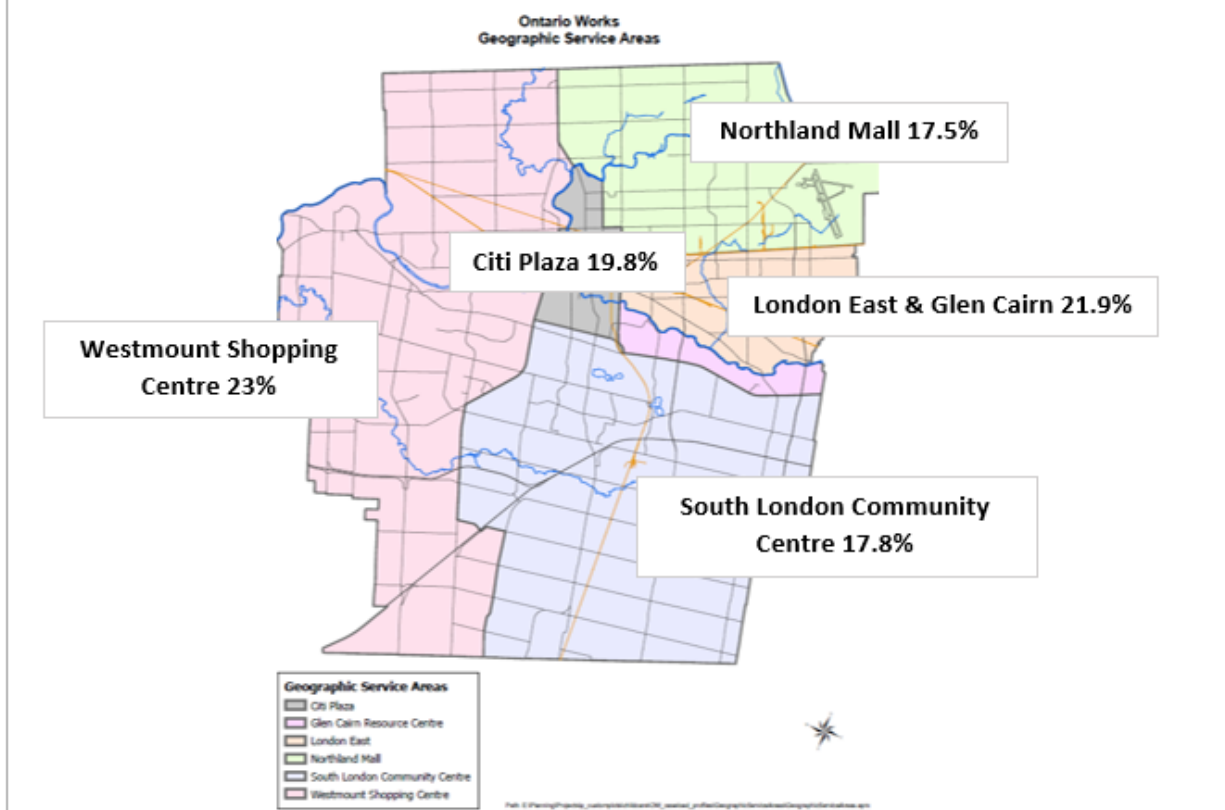 Ontario Works
Geographic Service Areas
Northland Mall 17.5%
Citi Plaza 19.8%
London East & Glen Cairn 21.9%
Westmount Shopping
Centre 23%
South London Community
Centre 17.8%
Geographic Service Areas
Citi Plaza
Glen Cairn Resource Centre
London East
Northland Mall
South London Community Centre
Westmount Shopping Centre